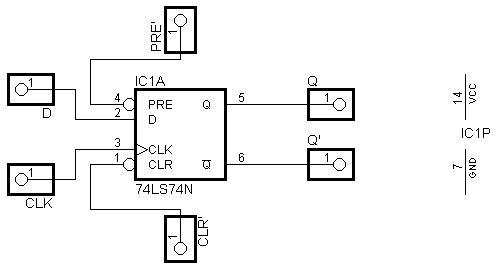 PRE'
1
IC1A
1
D
4 PRE Q 5
2 D
Q
1
14 VCC
3 CLK
1 CLR Q 6
Q'
1
IC1P
7 GND
1
CLK
74LS74N
1
CLR'